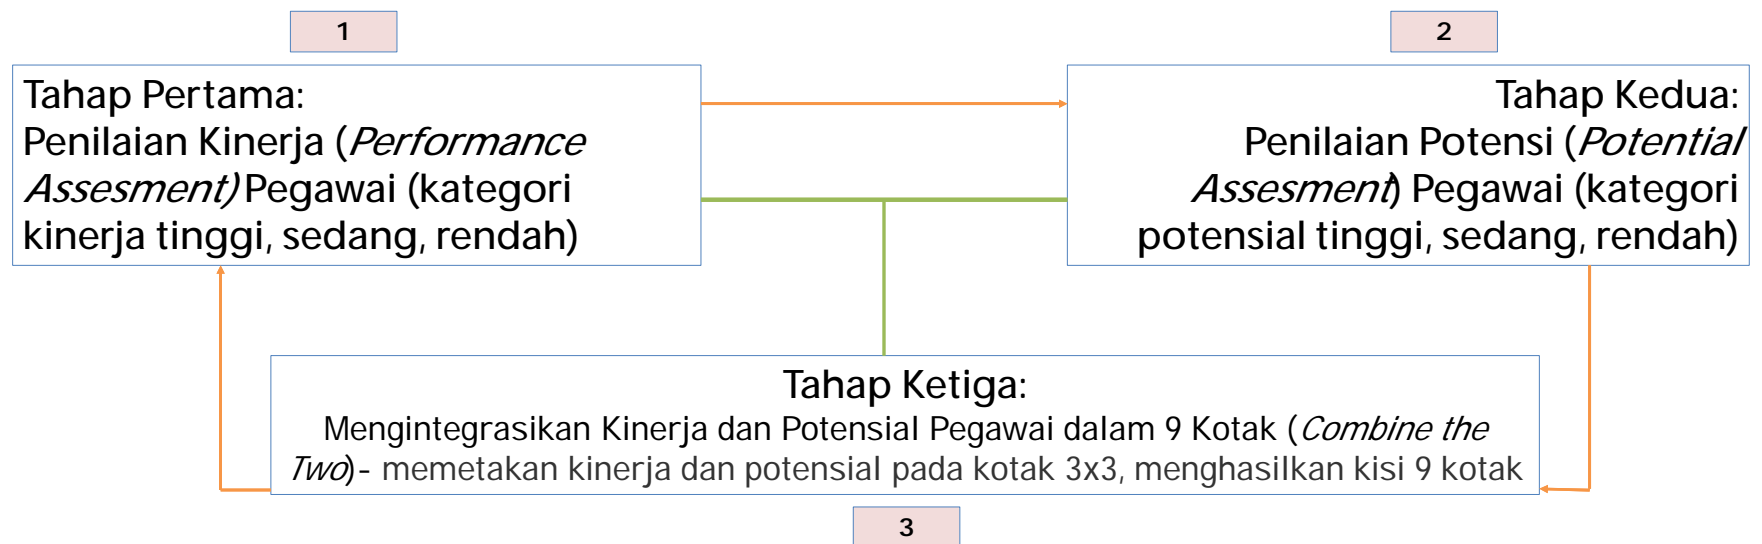 1
Tahap Pertama:
Penilaian Kinerja (Performance
Assesment) Pegawai (kategori
kinerja tinggi, sedang, rendah)
2
Tahap Kedua:
Penilaian Potensi (Potential
Assesment) Pegawai (kategori
potensial tinggi, sedang, rendah)
Tahap Ketiga:
Mengintegrasikan Kinerja dan Potensial Pegawai dalam 9 Kotak (Combine the
Two)- memetakan kinerja dan potensial pada kotak 3x3, menghasilkan kisi 9 kotak
3